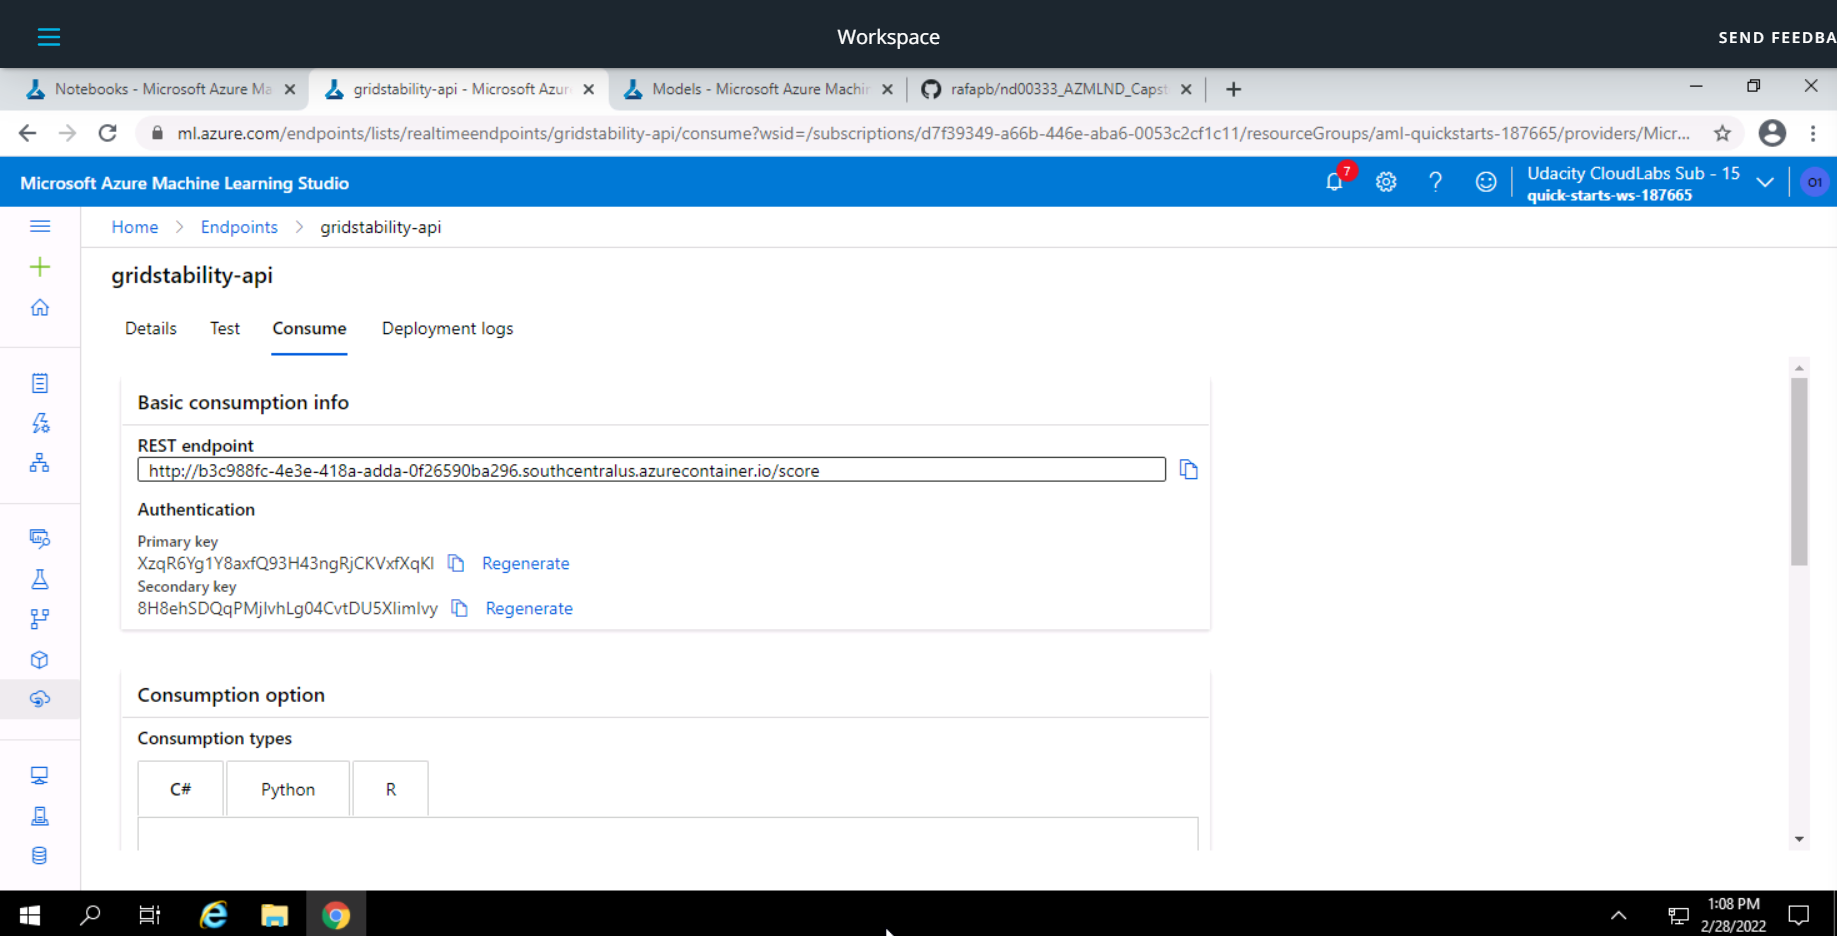 Workspace
SEND FEEDBA
Notebooks - Microsoft Azure Ma
gridstability-api - Microsoft Azur
Models - Microsoft Azure Machin
rafapb/nd00333_AZMLND_Capst
ml.azure.com/endpoints/lists/realtimeendpoints/gridstability-api/consume?wsid=/subscriptions/d7f39349-a66b-446e-aba6-0053c2cf1c11/resourceGroups/aml-quickstarts-187665/providers/Micr...
Microsoft Azure Machine Learning Studio
7
?
Udacity CloudLabs Sub - 15
quick-starts-ws-187665
O1
Home > Endpoints > gridstability-api
gridstability-api
Details Test Consume Deployment logs
Basic consumption info
REST endpoint
http://b3c988fc-4e3e-418a-adda-0f26590ba296.southcentralus.azurecontainer.io/score
Authentication
Primary key
XzqR6Yg1Y8axfQ93H43ngRjCKVxfXqKl Regenerate
Secondary key
8H8ehSDQqPMjIvhLg04CvtDU5XlimIvy Regenerate
Consumption option
Consumption types
C# Python R
1:08 PM
2/28/2022